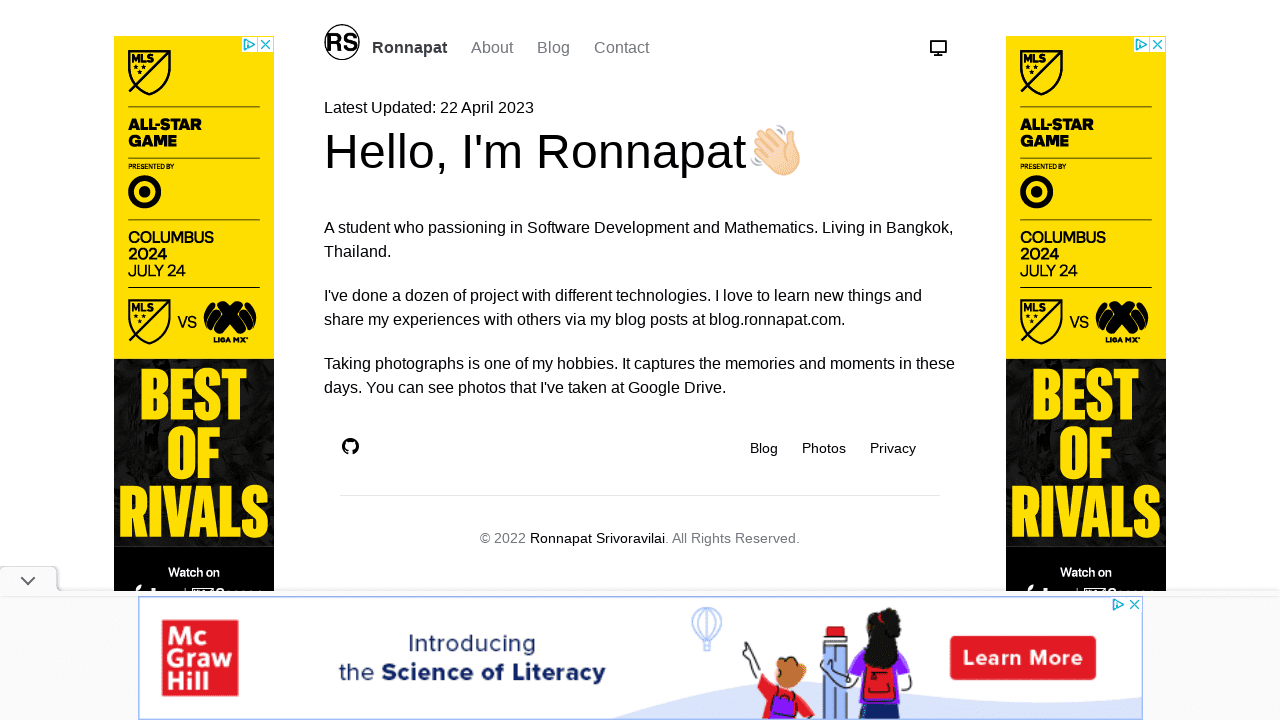 RS
Ronnapat
About
Blog
Contact
Latest Updated: 22 April 2023
Hello, I'm Ronnapat
A student who passioning in Software Development and Mathematics. Living in Bangkok,
Thailand.
I've done a dozen of project with different technologies. I love to learn new things and
share my experiences with others via my blog posts at blog.ronnapat.com.
Taking photographs is one of my hobbies. It captures the memories and moments in these
days. You can see photos that I've taken at Google Drive.
Blog
Photos
Privacy
© 2022 Ronnapat Srivoravilai. All Rights Reserved.
MLS
ALL-STAR
GAME
PRESENTED BY
COLUMBUS
2024
JULY 24
MLS
VS
LIGA MX
BEST
OF
RIVALS
Watch on
MLS
ALL-STAR
GAME
PRESENTED BY
COLUMBUS
2024
JULY 24
MLS
VS
LIGA MX
BEST
OF
RIVALS
Watch on
Mc
Graw
Hill
Introducing
the Science of Literacy
Learn More